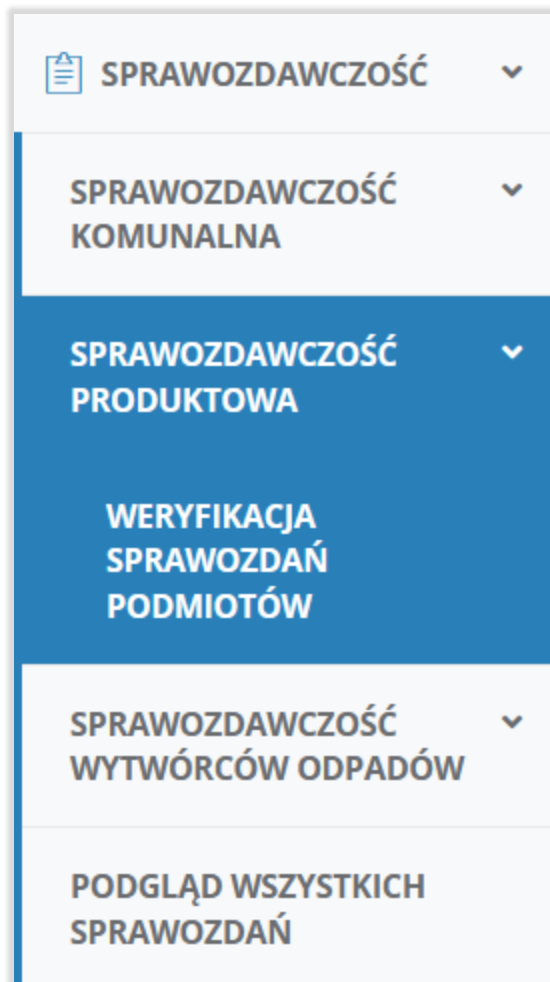 SPRAWOZDAWCZOŚĆ
SPRAWOZDAWCZOŚĆ
KOMUNALNA
SPRAWOZDAWCZOŚĆ
PRODUKTOWA
WERYFIKACJA
SPRAWOZDAŃ
PODMIOTÓW
SPRAWOZDAWCZOŚĆ
WYTWÓRCÓW ODPADÓW
PODGLĄD WSZYSTKICH
SPRAWOZDAŃ